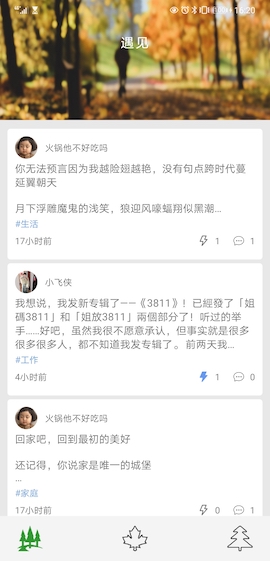 4G 4G
16:20
遇见
火锅他不好吃吗
你无法预言因为我越险翅越艳，没有句点跨时代蔓
延翼朝天
月下浮雕魔鬼的浅笑，狼迎风嚎蝠翔似黑潮...
#生活
17小时前 1 1
小飞侠
我想说，我发新专辑了——《3811》！已經發了「姐
碼3811」和「姐放3811」兩個部分了！听过的举
手......好吧，虽然我很不愿意承认，但事实就是很多
很多很多人，都不知道我发专辑了。前两天我...
#工作
4小时前 1 0
火锅他不好吃吗
回家吧，回到最初的美好
还记得，你说家是唯一的城堡
...
#家庭
17小时前 0 1